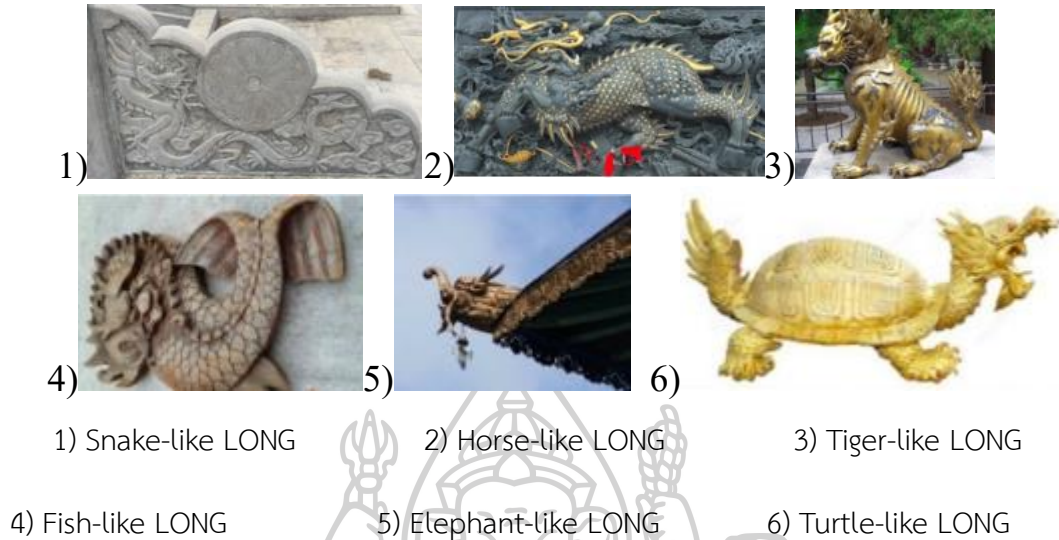 1) 2) 3)
4) 5) 6)
1) Snake-like LONG 2) Horse-like LONG 3) Tiger-like LONG
4) Fish-like LONG 5) Elephant-like LONG 6) Turtle-like LONG